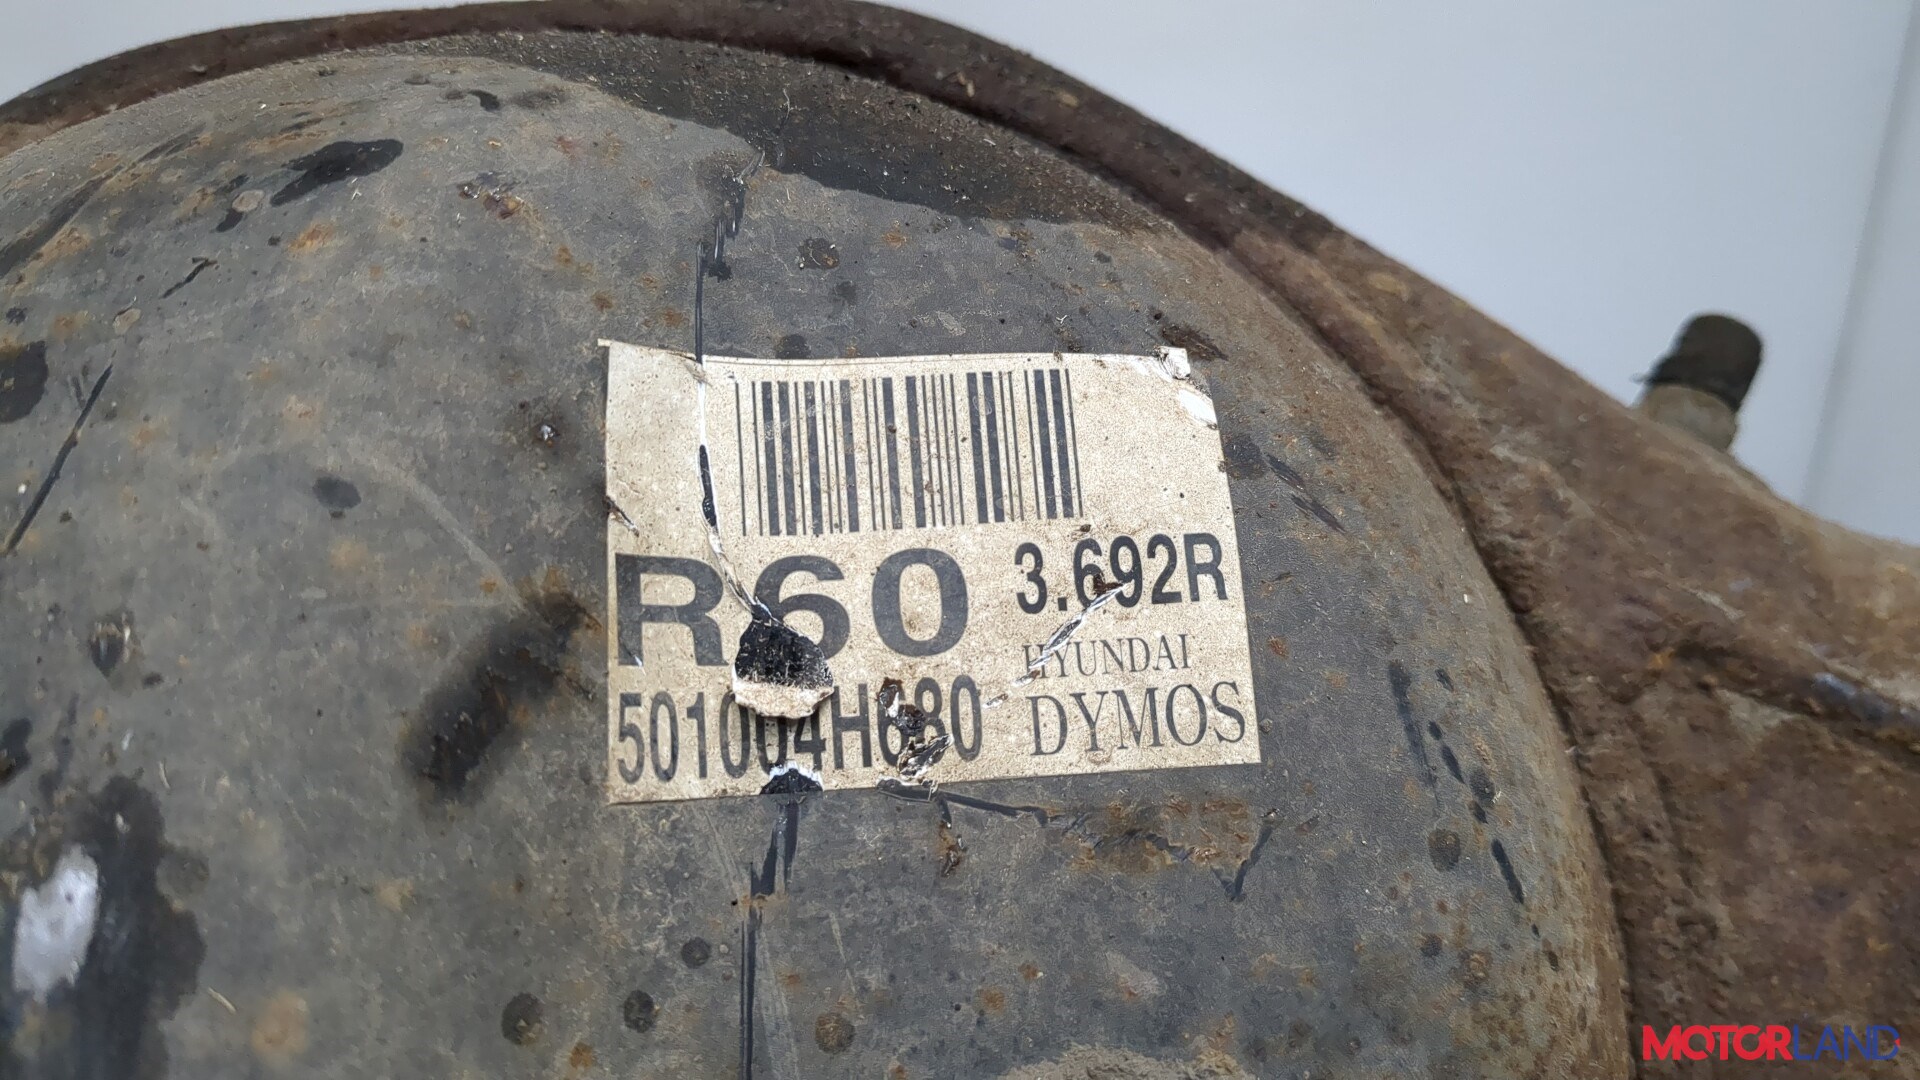 R60 3.692R
HYUNDAI
501004H680 DYMOS
MOTORLAND